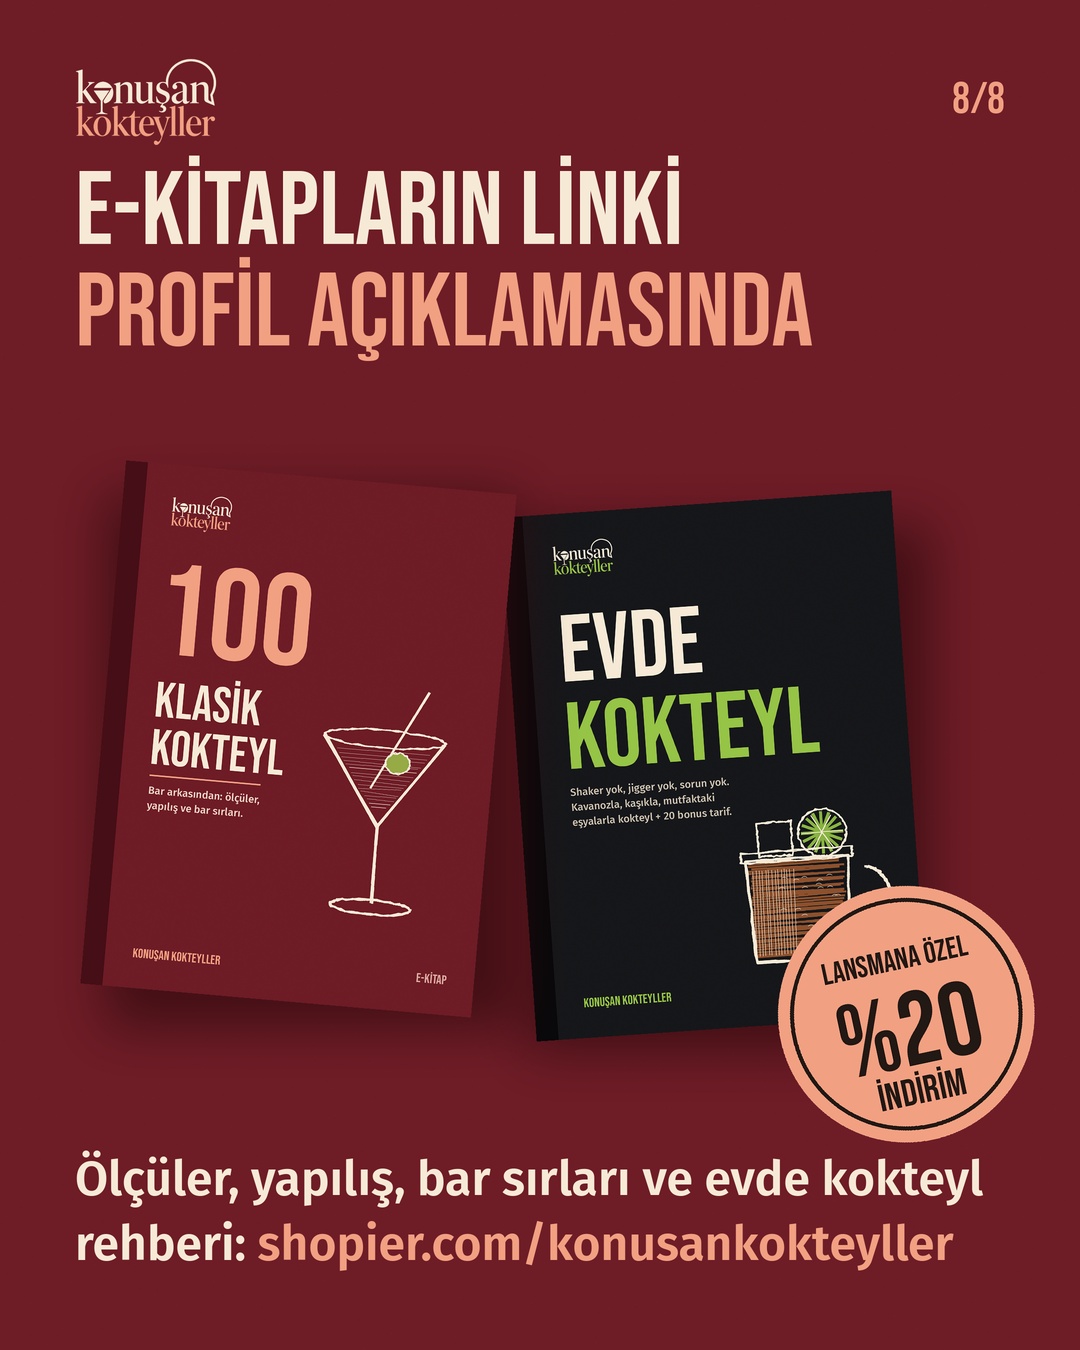 konuşan
kokteyller
8/8
E-KİTAPLARIN LİNKİ
PROFİL AÇIKLAMASINDA
konuşan
kokteyller
100
KLASİK
KOKTEYL
Bar arkasından: ölçüler,
yapılış ve bar sırları.
KONUŞAN KOKTEYLLER
E-KİTAP
konuşan
kokteyller
EVDE
KOKTEYL
Shaker yok, jigger yok, sorun yok.
Kavanozla, kaşıkla, mutfaktaki
eşyalarla kokteyl + 20 bonus tarif.
KONUŞAN KOKTEYLLER
LANSMANA ÖZEL
%20
İNDİRİM
Ölçüler, yapılış, bar sırları ve evde kokteyl
rehberi: shopier.com/konusankokteyller